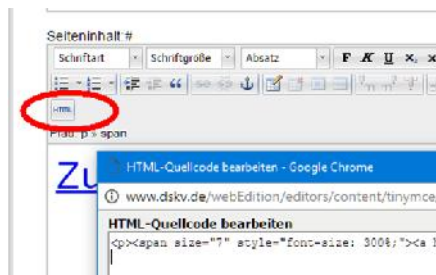 Seiteninhalt:#
Schriftart Schriftgröße Absatz F K U x, x
HTML
Pfad: p » span
Zu
HTML-Quellcode bearbeiten - Google Chrome
www.dskv.de/webEdition/editors/content/tinymce/
HTML-Quellcode bearbeiten
<p><span size="7" style="font-size: 300%;"><a